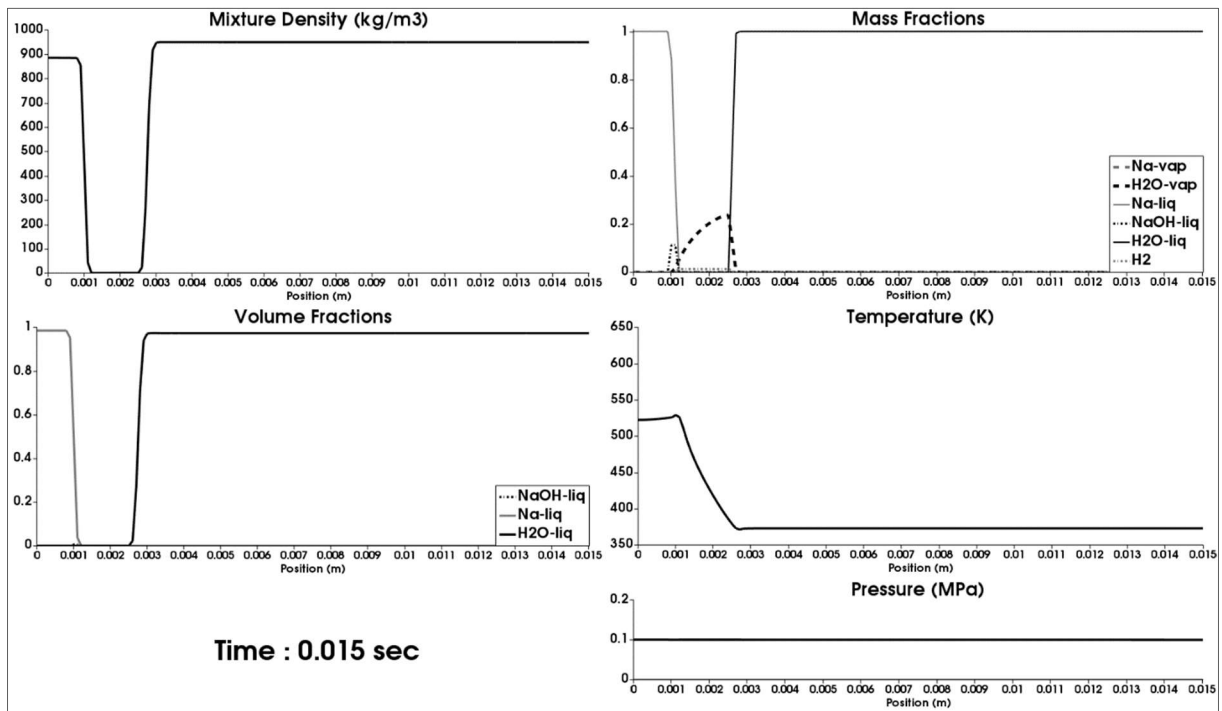 Mixture Density (kg/m3)
1000
900
800
700
600
500
400
300
200
100
0
0 0.001 0.002 0.003 0.004 0.005 0.006 0.007 0.008 0.009 0.01 0.011 0.012 0.013 0.014 0.015
Position (m)
Mass Fractions
1
0.8
0.6
0.4
0.2
0
Na-vap
H2O-vap
Na-liq
NaOH-liq
H2O-liq
H2
0 0.001 0.002 0.003 0.004 0.005 0.006 0.007 0.008 0.009 0.01 0.011 0.012 0.013 0.014 0.015
Position (m)
Volume Fractions
1
0.8
0.6
0.4
0.2
0
NaOH-liq
Na-liq
H2O-liq
0 0.001 0.002 0.003 0.004 0.005 0.006 0.007 0.008 0.009 0.01 0.011 0.012 0.013 0.014 0.015
Position (m)
Temperature (K)
650
600
550
500
450
400
350
0 0.001 0.002 0.003 0.004 0.005 0.006 0.007 0.008 0.009 0.01 0.011 0.012 0.013 0.014 0.015
Position (m)
Time : 0.015 sec
Pressure (MPa)
0.2
0.1
0
0 0.001 0.002 0.003 0.004 0.005 0.006 0.007 0.008 0.009 0.01 0.011 0.012 0.013 0.014 0.015
Position (m)